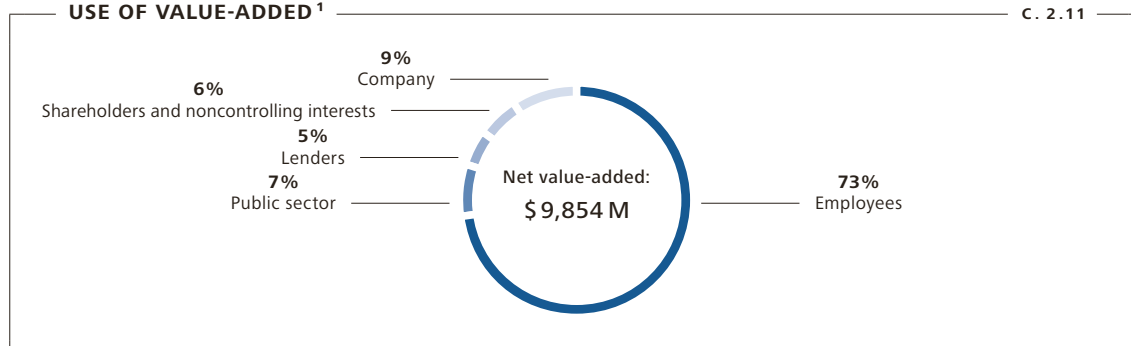 USE OF VALUE-ADDED¹
C. 2.11
9%
Company
6%
Shareholders and noncontrolling interests
5%
Lenders
7%
Public sector
Net value-added:
$ 9,854 M
73%
Employees